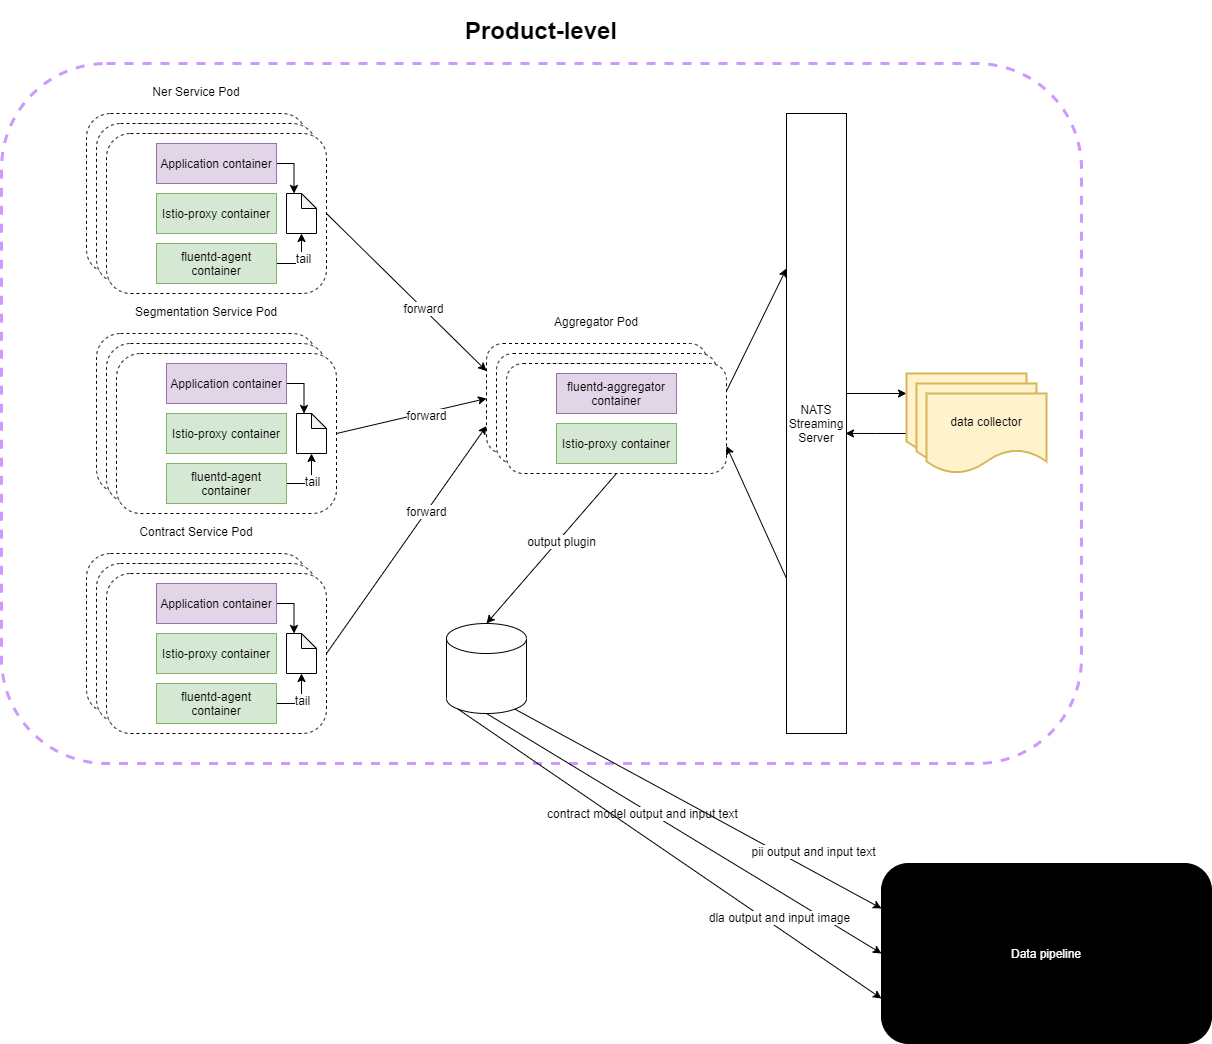 Product-level
Ner Service Pod
Application container
Istio-proxy container
fluentd-agent
container
tail
forward
Segmentation Service Pod
Application container
Istio-proxy container
fluentd-agent
container
tail
forward
Contract Service Pod
Application container
Istio-proxy container
fluentd-agent
container
tail
forward
Aggregator Pod
fluentd-aggregator
container
Istio-proxy container
output plugin
NATS
Streaming
Server
data collector
contract model output and input text
pii output and input text
dla output and input image
Data pipeline